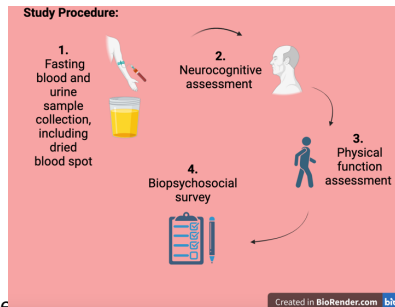 Study Procedure:
1.
Fasting
blood and
urine
sample
collection,
including
dried
blood spot
2.
Neurocognitive
assessment
3.
Physical
function
assessment
4.
Biopsychosocial
survey
Created in BioRender.com